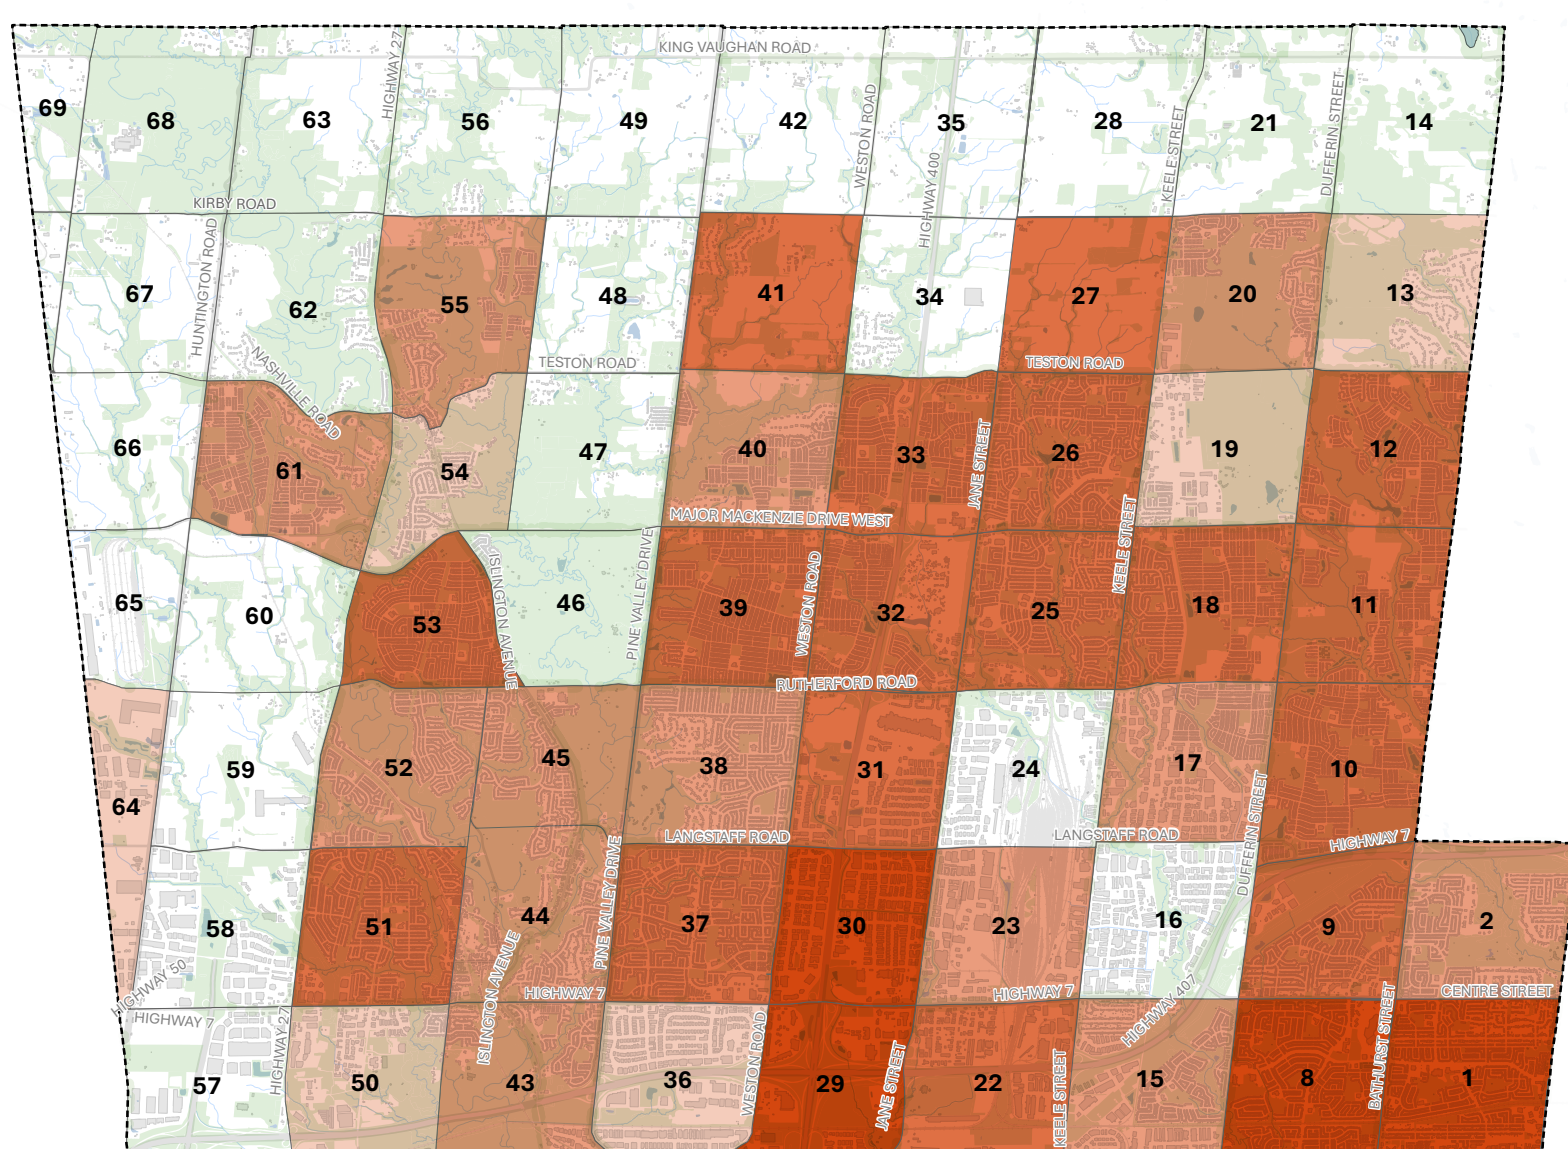 KING VAUGHAN ROAD
HIGHWAY 27
69
68
63
56
49
42
WESTON ROAD
35
28
KEELE STREET
21
DUFFERIN STREET
14
HIGHWAY 400
KIRBY ROAD
HUNTINGTON ROAD
67
62
55
48
41
34
27
20
13
NASHVILLE ROAD
TESTON ROAD
TESTON ROAD
66
61
54
47
40
33
JANE STREET
26
19
12
MAJOR MACKENZIE DRIVE WEST
KEELE STREET
65
60
53
ISLINGTON AVENUE
46
PINE VALLEY DRIVE
39
WESTON ROAD
32
25
18
11
RUTHERFORD ROAD
64
59
52
45
38
31
24
17
DUFFERIN STREET
10
LANGSTAFF ROAD
LANGSTAFF ROAD
HIGHWAY 7
58
51
44
PINE VALLEY DRIVE
37
30
23
16
9
2
HIGHWAY 50
ISLINGTON AVENUE
HIGHWAY 7
HIGHWAY 7
HIGHWAY 407
CENTRE STREET
HIGHWAY 7
HIGHWAY 27
57
50
43
36
WESTON ROAD
29
JANE STREET
22
KEELE STREET
15
8
BATHURST STREET
1